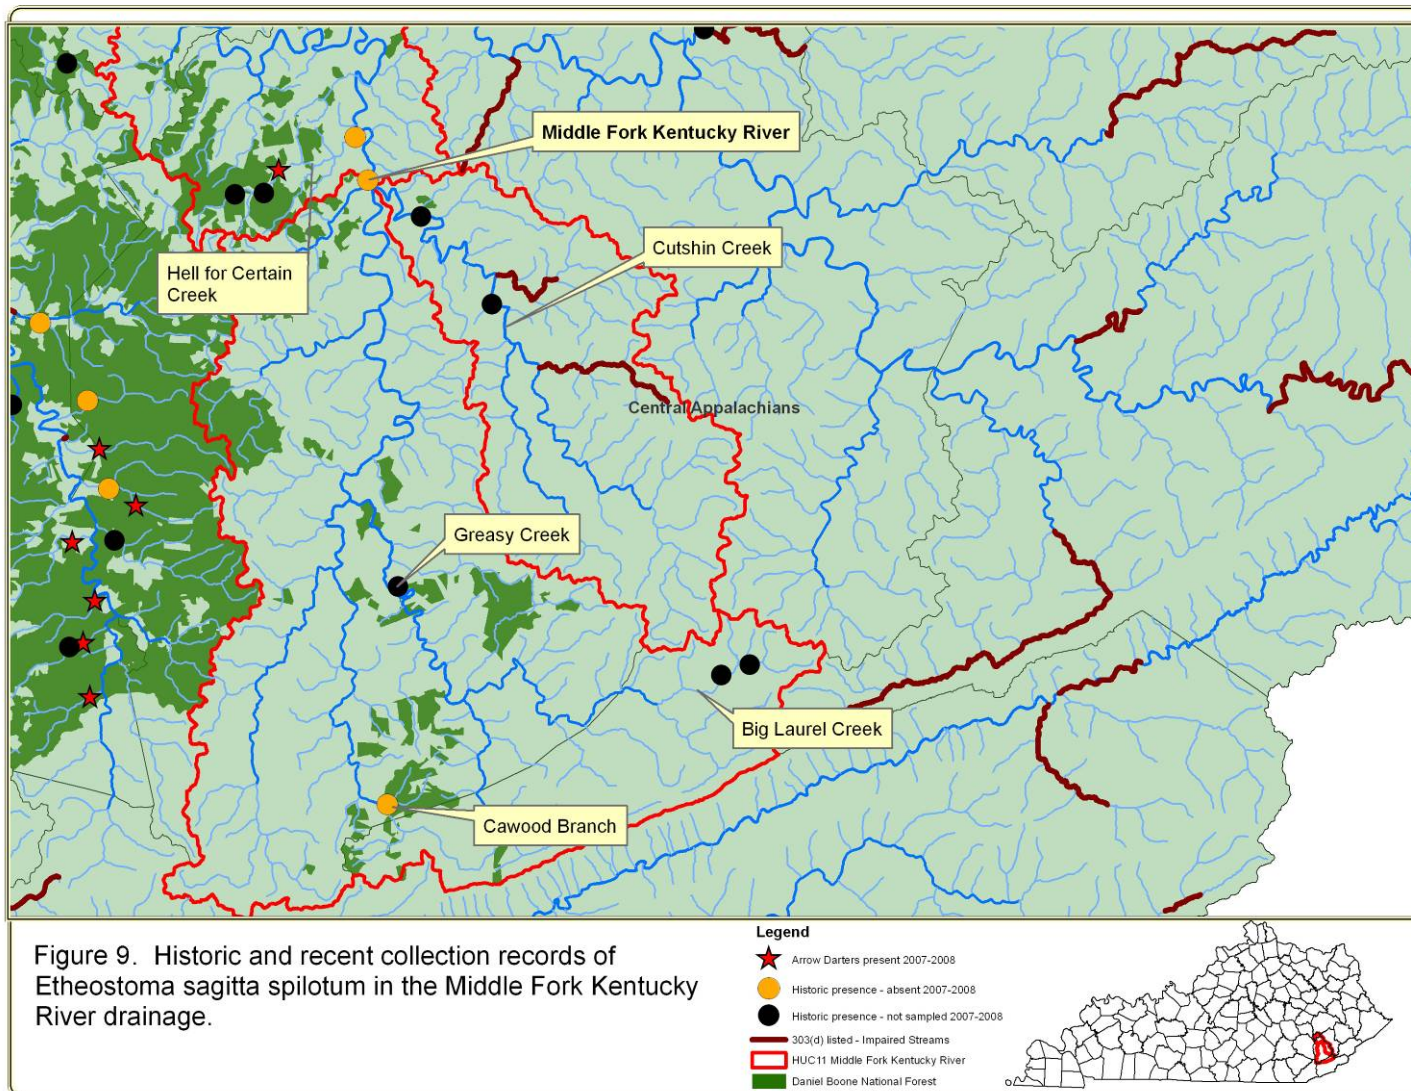 Middle Fork Kentucky River
Cutshin Creek
Hell for Certain
Creek
Central Appalachians
Greasy Creek
Big Laurel Creek
Cawood Branch
Figure 9. Historic and recent collection records of
Etheostoma sagitta spilotum in the Middle Fork Kentucky
River drainage.
Legend
Arrow Darters present 2007-2008
Historic presence - absent 2007-2008
Historic presence - not sampled 2007-2008
303(d) listed - Impaired Streams
HUC11 Middle Fork Kentucky River
Daniel Boone National Forest